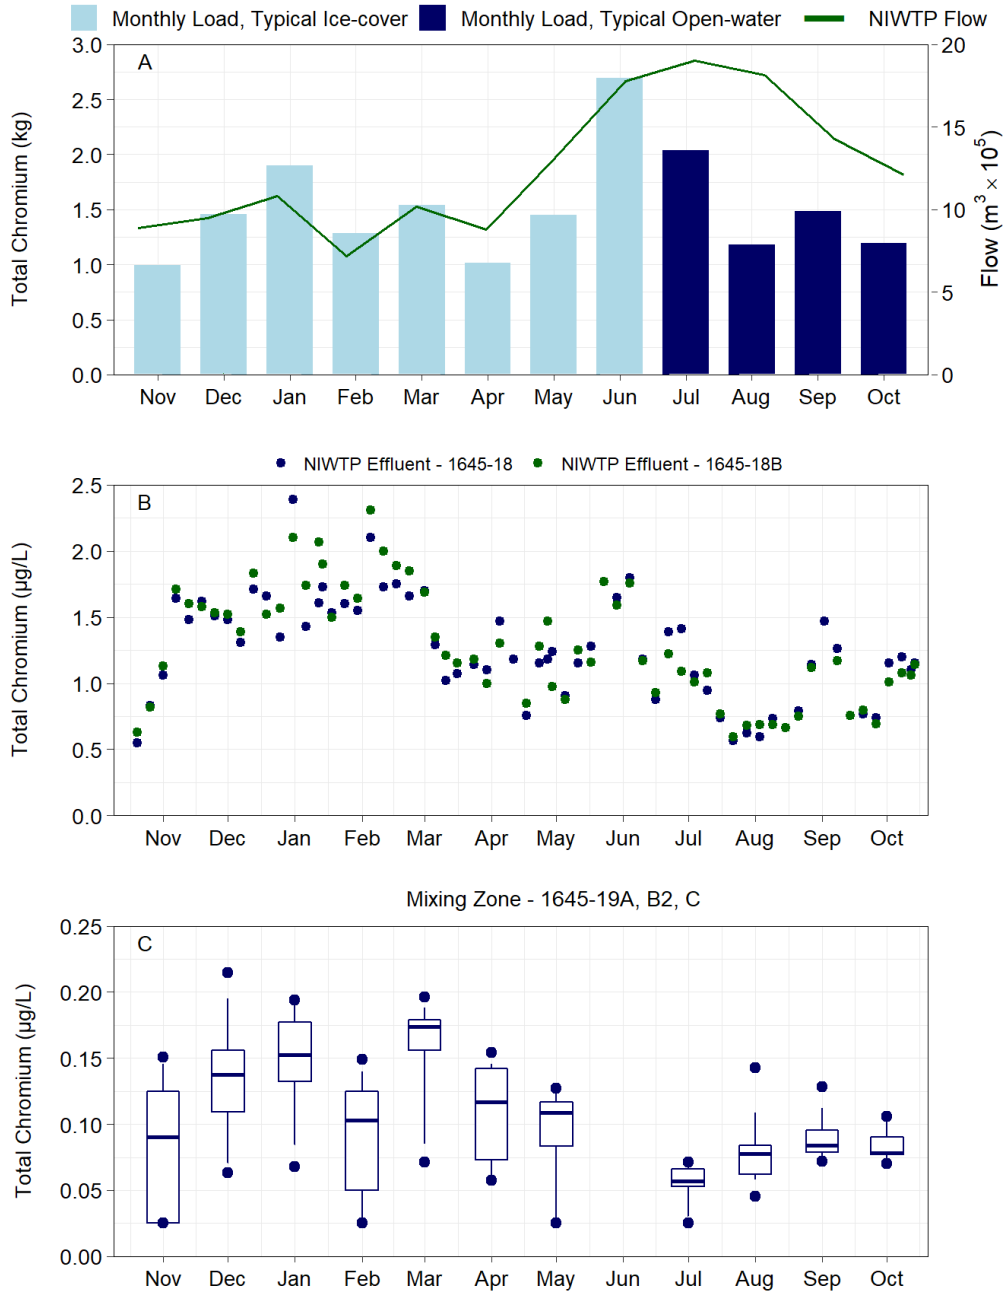 Monthly Load, Typical Ice-cover Monthly Load, Typical Open-water NIWTP Flow
A
Total Chromium (kg)
3.0
2.5
2.0
1.5
1.0
0.5
0.0
20
15
10
5
0
Flow (m³ × 10⁵)
Nov Dec Jan Feb Mar Apr May Jun Jul Aug Sep Oct
NIWTP Effluent - 1645-18 NIWTP Effluent - 1645-18B
B
Total Chromium (µg/L)
2.5
2.0
1.5
1.0
0.5
0.0
Nov Dec Jan Feb Mar Apr May Jun Jul Aug Sep Oct
Mixing Zone - 1645-19A, B2, C
C
Total Chromium (µg/L)
0.25
0.20
0.15
0.10
0.05
0.00
Nov Dec Jan Feb Mar Apr May Jun Jul Aug Sep Oct